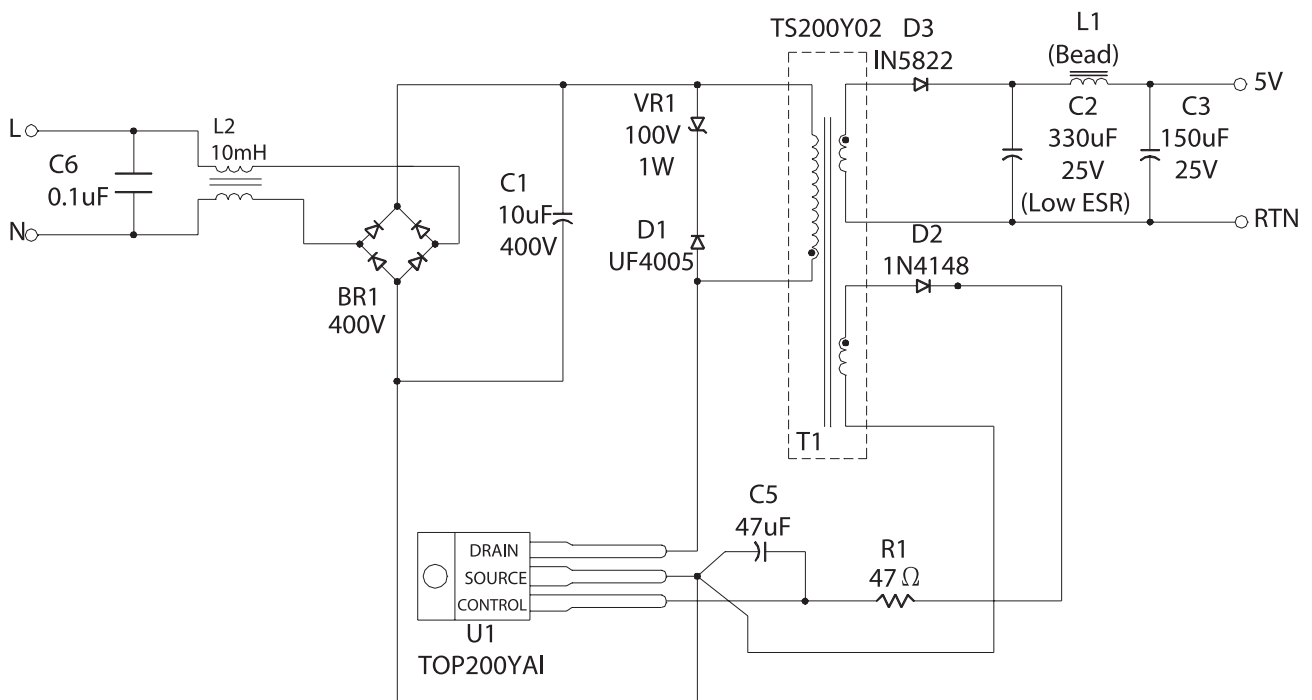 TS200Y02
D3
IN5822
L1
(Bead)
5V
VR1
100V
1W
C2
330uF
25V
(Low ESR)
C3
150uF
25V
L
L2
10mH
C6
0.1uF
C1
10uF
400V
N
D1
UF4005
RTN
D2
1N4148
BR1
400V
T1
C5
47uF
R1
47 Ω
DRAIN
SOURCE
CONTROL
U1
TOP200YAI